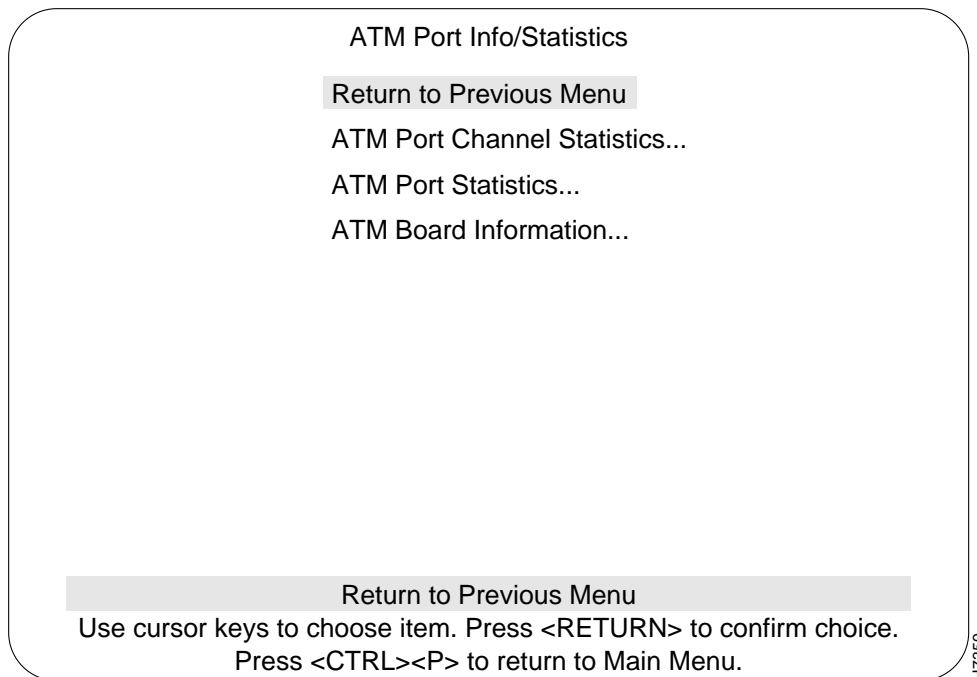 ATM Port Info/Statistics
Return to Previous Menu
ATM Port Channel Statistics...
ATM Port Statistics...
ATM Board Information...
Return to Previous Menu
Use cursor keys to choose item. Press <RETURN> to confirm choice.
Press <CTRL><P> to return to Main Menu.